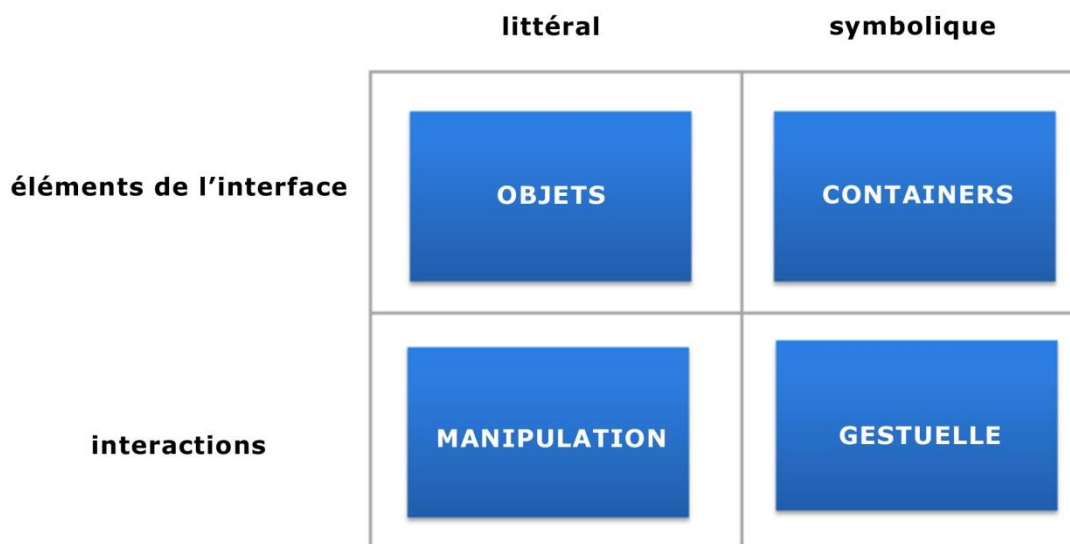 littéral symbolique
éléments de l’interface
OBJETS CONTAINERS
interactions
MANIPULATION GESTUELLE